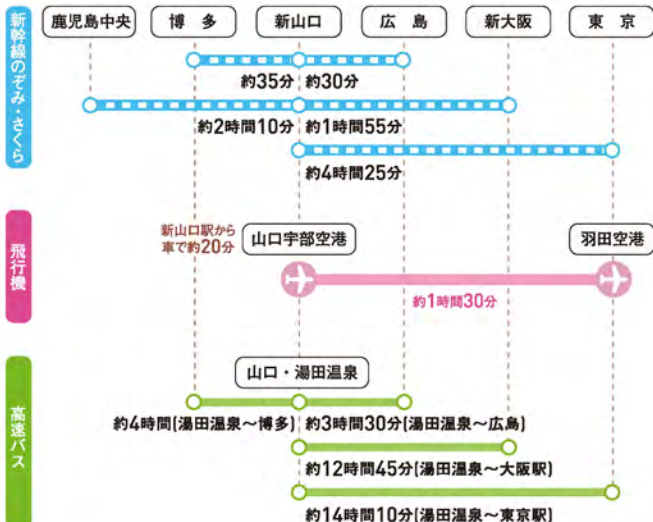 新幹線のぞみ・さくら
鹿児島中央
博多
新山口
広島
新大阪
東京
約35分
約30分
約2時間10分
約1時間55分
約4時間25分
飛行機
新山口駅から
車で約20分
山口宇部空港
羽田空港
約1時間30分
高速バス
山口・湯田温泉
約4時間(湯田温泉～博多)
約3時間30分(湯田温泉～広島)
約12時間45分(湯田温泉～大阪駅)
約14時間10分(湯田温泉～東京駅)